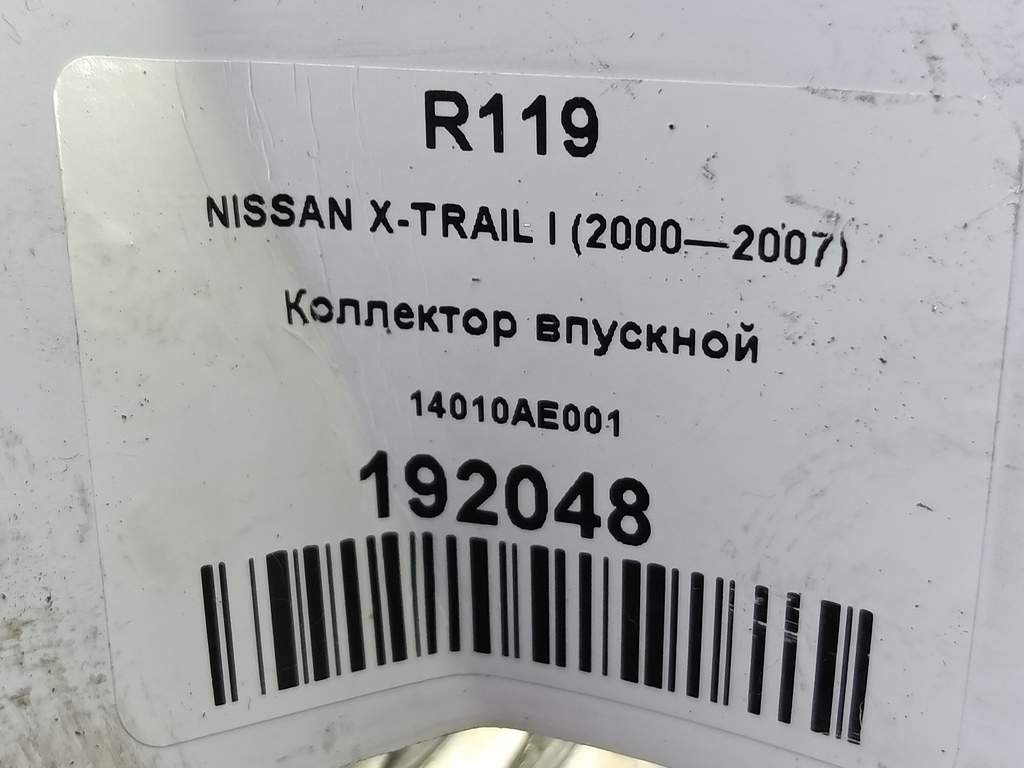 R119
NISSAN X-TRAIL I (2000—2007)
Коллектор впускной
14010AE001
192048